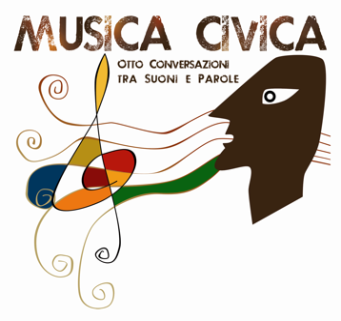 MUSICA CIVICA
OTTO CONVERSAZIONI
TRA SUONI E PAROLE